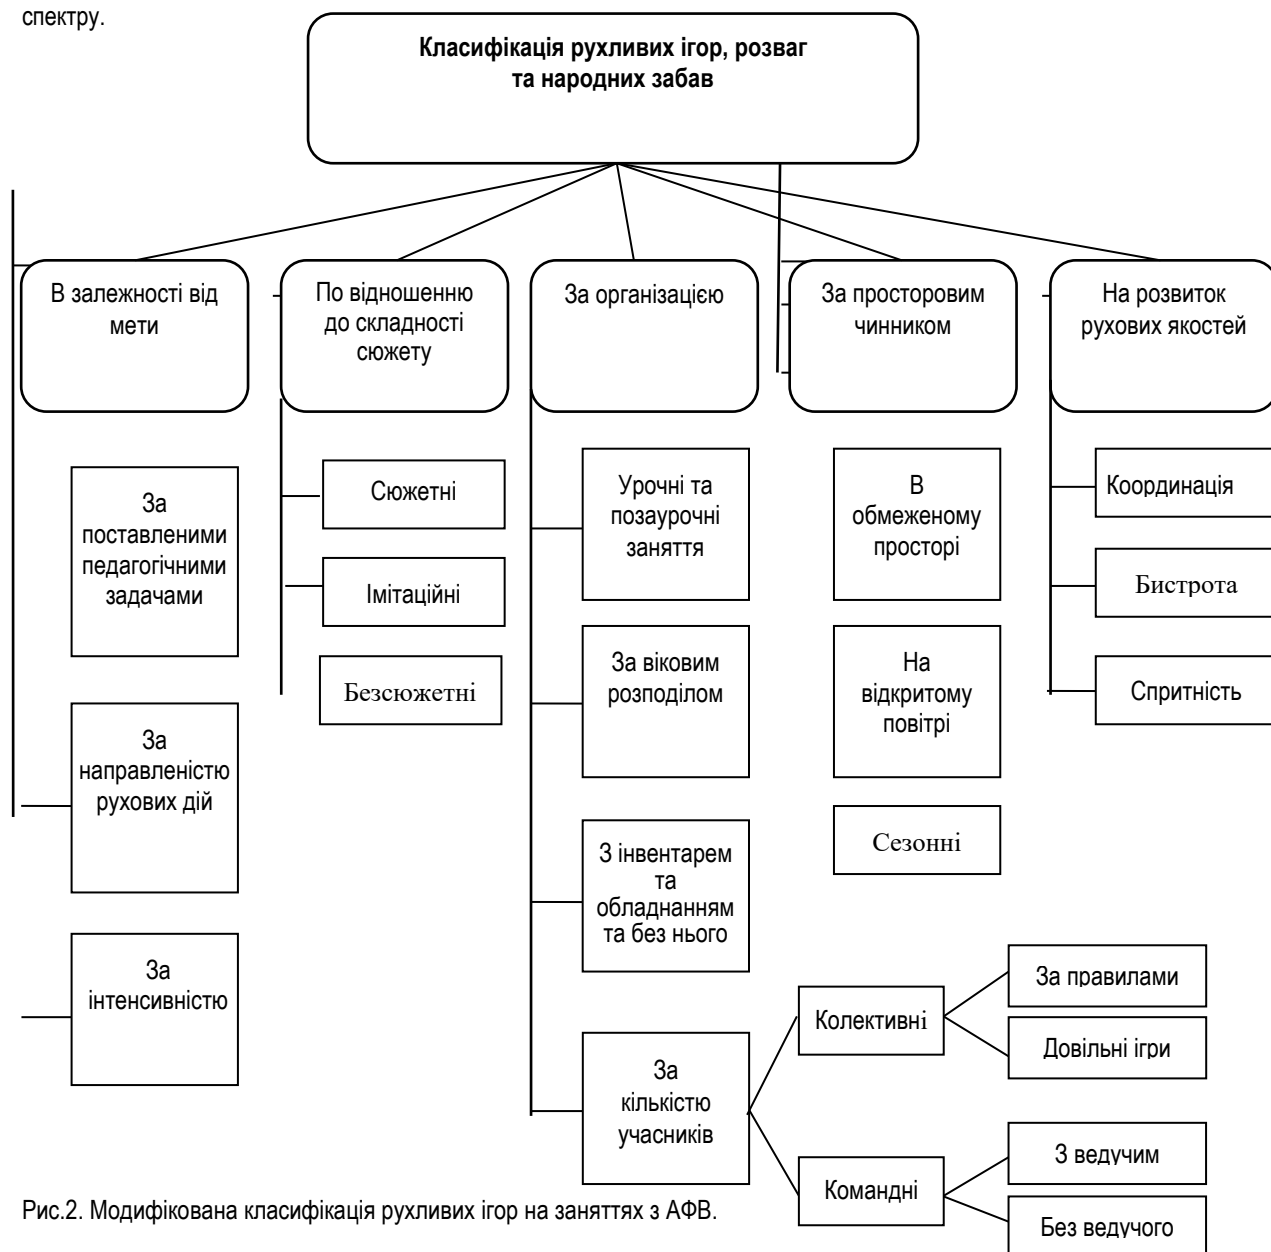 спектру.
Класифікація рухливих ігор, розваг
та народних забав
В залежності від
мети
По відношенню
до складності
сюжету
За організацією
За просторовим
чинником
На розвиток
рухових якостей
За
поставленими
педагогічними
задачами
За
направленістю
рухових дій
За
інтенсивністю
Сюжетні
Імітаційні
Безсюжетні
Урочні та
позаурочні
заняття
За віковим
розподілом
З інвентарем
та
обладнанням
та без нього
За
кількістю
учасників
Колективні
За правилами
Довільні ігри
Командні
З ведучим
Без ведучого
В
обмеженому
просторі
На
відкритому
повітрі
Сезонні
Координація
Бистрота
Спритність
Рис.2. Модифікована класифікація рухливих ігор на заняттях з АФВ.